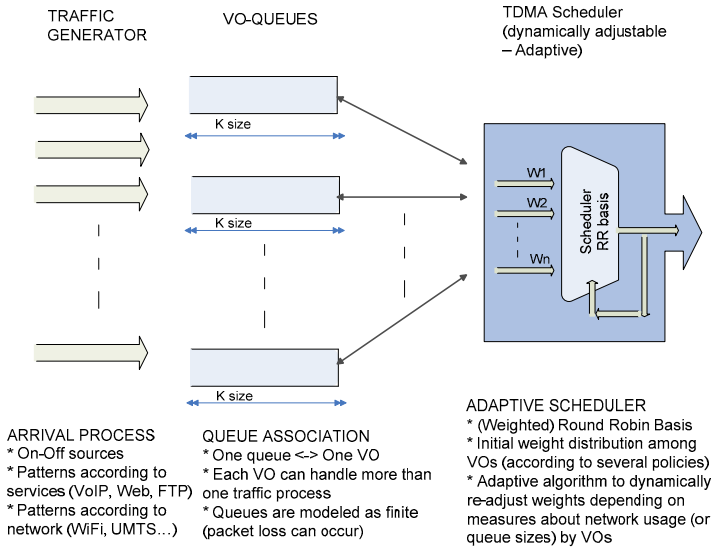 TRAFFIC
GENERATOR
VO-QUEUES
TDMA Scheduler
(dynamically adjustable
– Adaptive)
K size
K size
K size
W1
W2
Wn
Scheduler
RR basis
ARRIVAL PROCESS
* On-Off sources
* Patterns according to
services (VoIP, Web, FTP)
* Patterns according to
network (WiFi, UMTS…)
QUEUE ASSOCIATION
* One queue <-> One VO
* Each VO can handle more than
one traffic process
* Queues are modeled as finite
(packet loss can occur)
ADAPTIVE SCHEDULER
* (Weighted) Round Robin Basis
* Initial weight distribution among
VOs (according to several policies)
* Adaptive algorithm to dynamically
re-adjust weights depending on
measures about network usage (or
queue sizes) by VOs